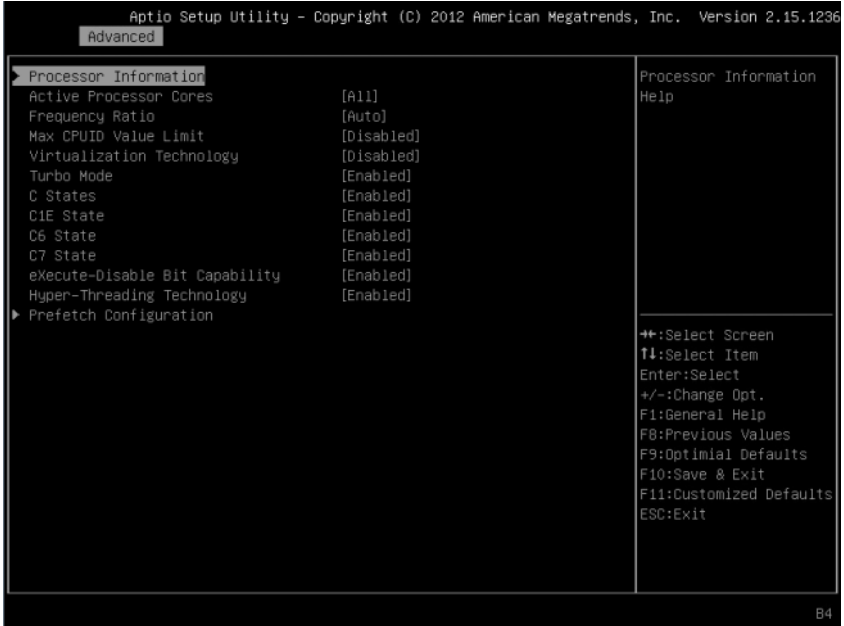 Aptio Setup Utility – Copyright (C) 2012 American Megatrends, Inc. Version 2.15.1236
Advanced
▶ Processor Information
Active Processor Cores [All]
Frequency Ratio [Auto]
Max CPUID Value Limit [Disabled]
Virtualization Technology [Disabled]
Turbo Mode [Enabled]
C States [Enabled]
C1E State [Enabled]
C6 State [Enabled]
C7 State [Enabled]
eXecute-Disable Bit Capability [Enabled]
Hyper-Threading Technology [Enabled]
▶ Prefetch Configuration
Processor Information
Help
→←:Select Screen
↑↓:Select Item
Enter:Select
+/-:Change Opt.
F1:General Help
F8:Previous Values
F9:Optimial Defaults
F10:Save & Exit
F11:Customized Defaults
ESC:Exit
B4